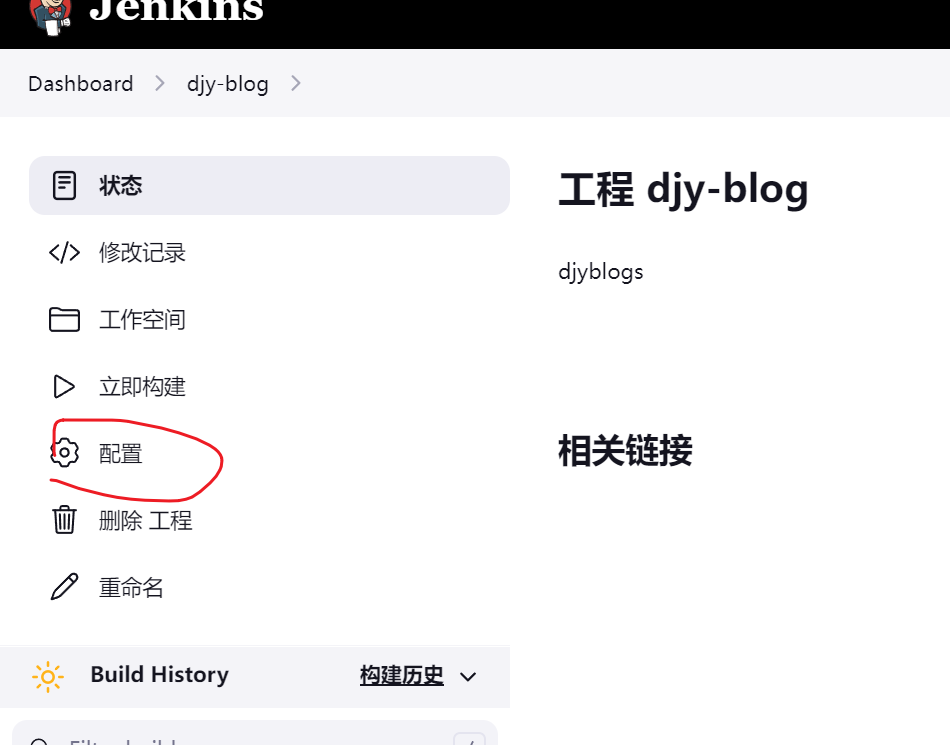 Jenkins
Dashboard
djy-blog
状态
修改记录
工作空间
立即构建
配置
删除 工程
重命名
Build History
构建历史
工程 djy-blog
djyblogs
相关链接